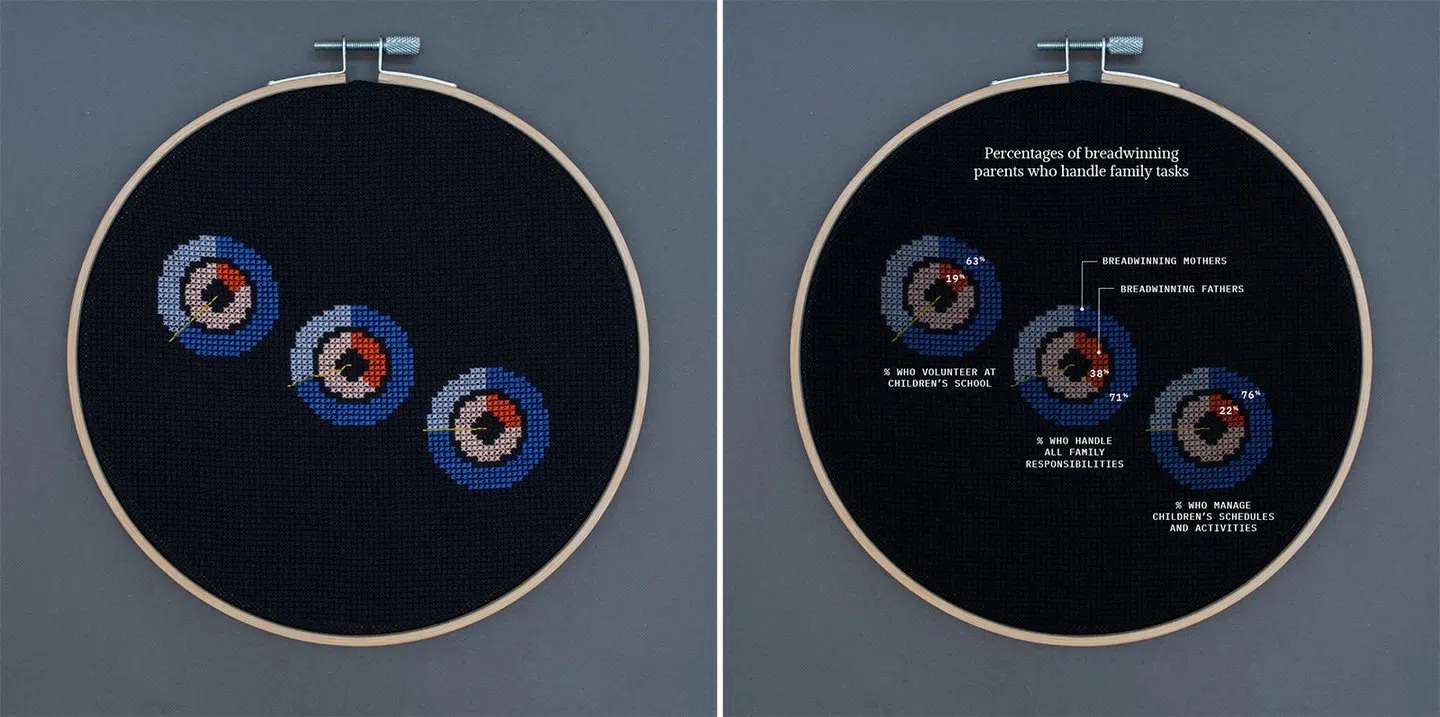 Percentages of breadwinning
parents who handle family tasks
63%
19%
BREADWINNING MOTHERS
BREADWINNING FATHERS
% WHO VOLUNTEER AT
CHILDREN’S SCHOOL
38%
71%
% WHO HANDLE
ALL FAMILY
RESPONSIBILITIES
76%
22%
% WHO MANAGE
CHILDREN’S SCHEDULES
AND ACTIVITIES